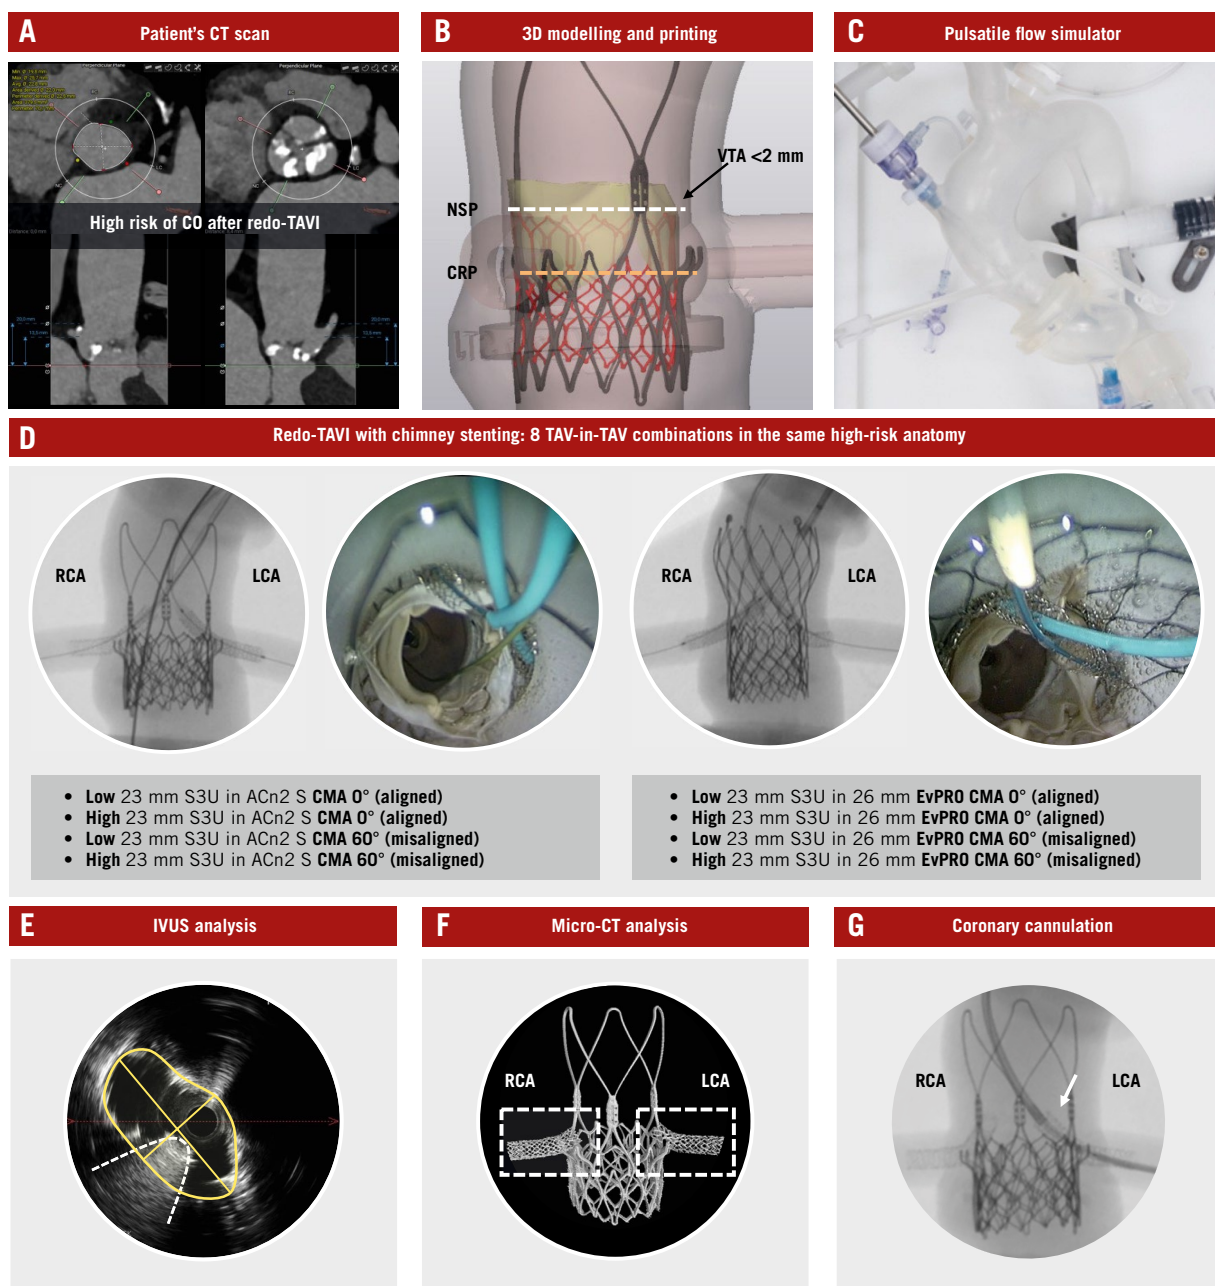 A
Patient's CT scan
B
3D modelling and printing
C
Pulsatile flow simulator
Perpendicular Plane
Perpendicular Plane
High risk of CO after redo-TAVI
VTA <2 mm
NSP
CRP
D
Redo-TAVI with chimney stenting: 8 TAV-in-TAV combinations in the same high-risk anatomy
RCA
LCA
RCA
LCA
• Low 23 mm S3U in ACn2 S CMA 0° (aligned)
• High 23 mm S3U in ACn2 S CMA 0° (aligned)
• Low 23 mm S3U in ACn2 S CMA 60° (misaligned)
• High 23 mm S3U in ACn2 S CMA 60° (misaligned)
• Low 23 mm S3U in 26 mm EvPRO CMA 0° (aligned)
• High 23 mm S3U in 26 mm EvPRO CMA 0° (aligned)
• Low 23 mm S3U in 26 mm EvPRO CMA 60° (misaligned)
• High 23 mm S3U in 26 mm EvPRO CMA 60° (misaligned)
E
IVUS analysis
F
Micro-CT analysis
G
Coronary cannulation
RCA
LCA
RCA
LCA